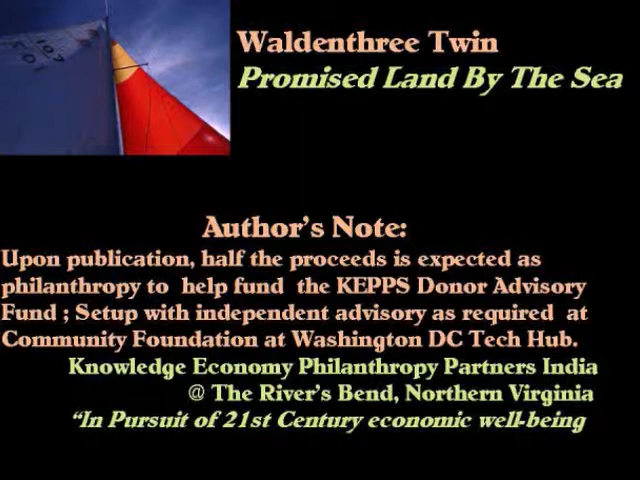 Waldenthree Twin
Promised Land By The Sea
Author's Note:
Upon publication, half the proceeds is expected as
philanthropy to help fund the KEPPS Donor Advisory
Fund ; Setup with independent advisory as required at
Community Foundation at Washington DC Tech Hub.
Knowledge Economy Philanthropy Partners India
@ The River's Bend, Northern Virginia
"In Pursuit of 21st Century economic well-being